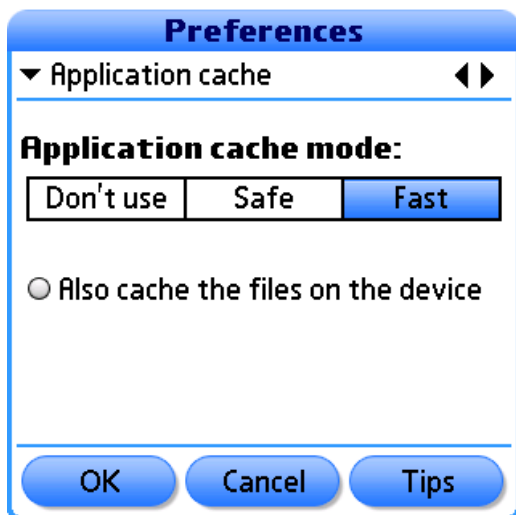 Preferences
Application cache
Application cache mode:
Don't use Safe Fast
Also cache the files on the device
OK Cancel Tips